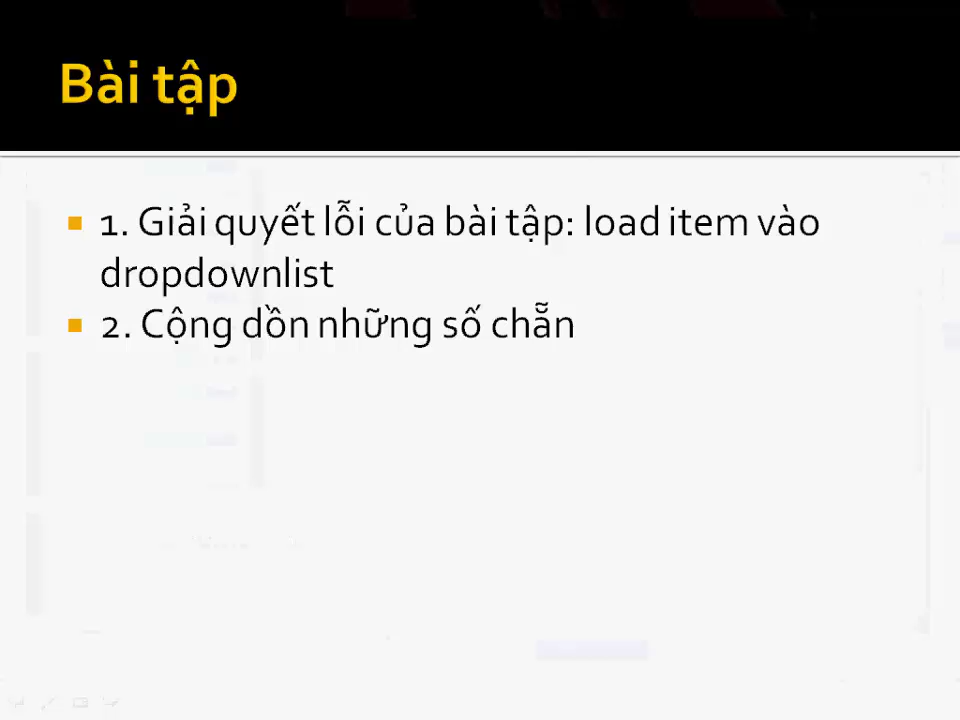 Bài tập
1. Giải quyết lỗi của bài tập: load item vào
dropdownlist
2. Cộng dồn những số chẵn